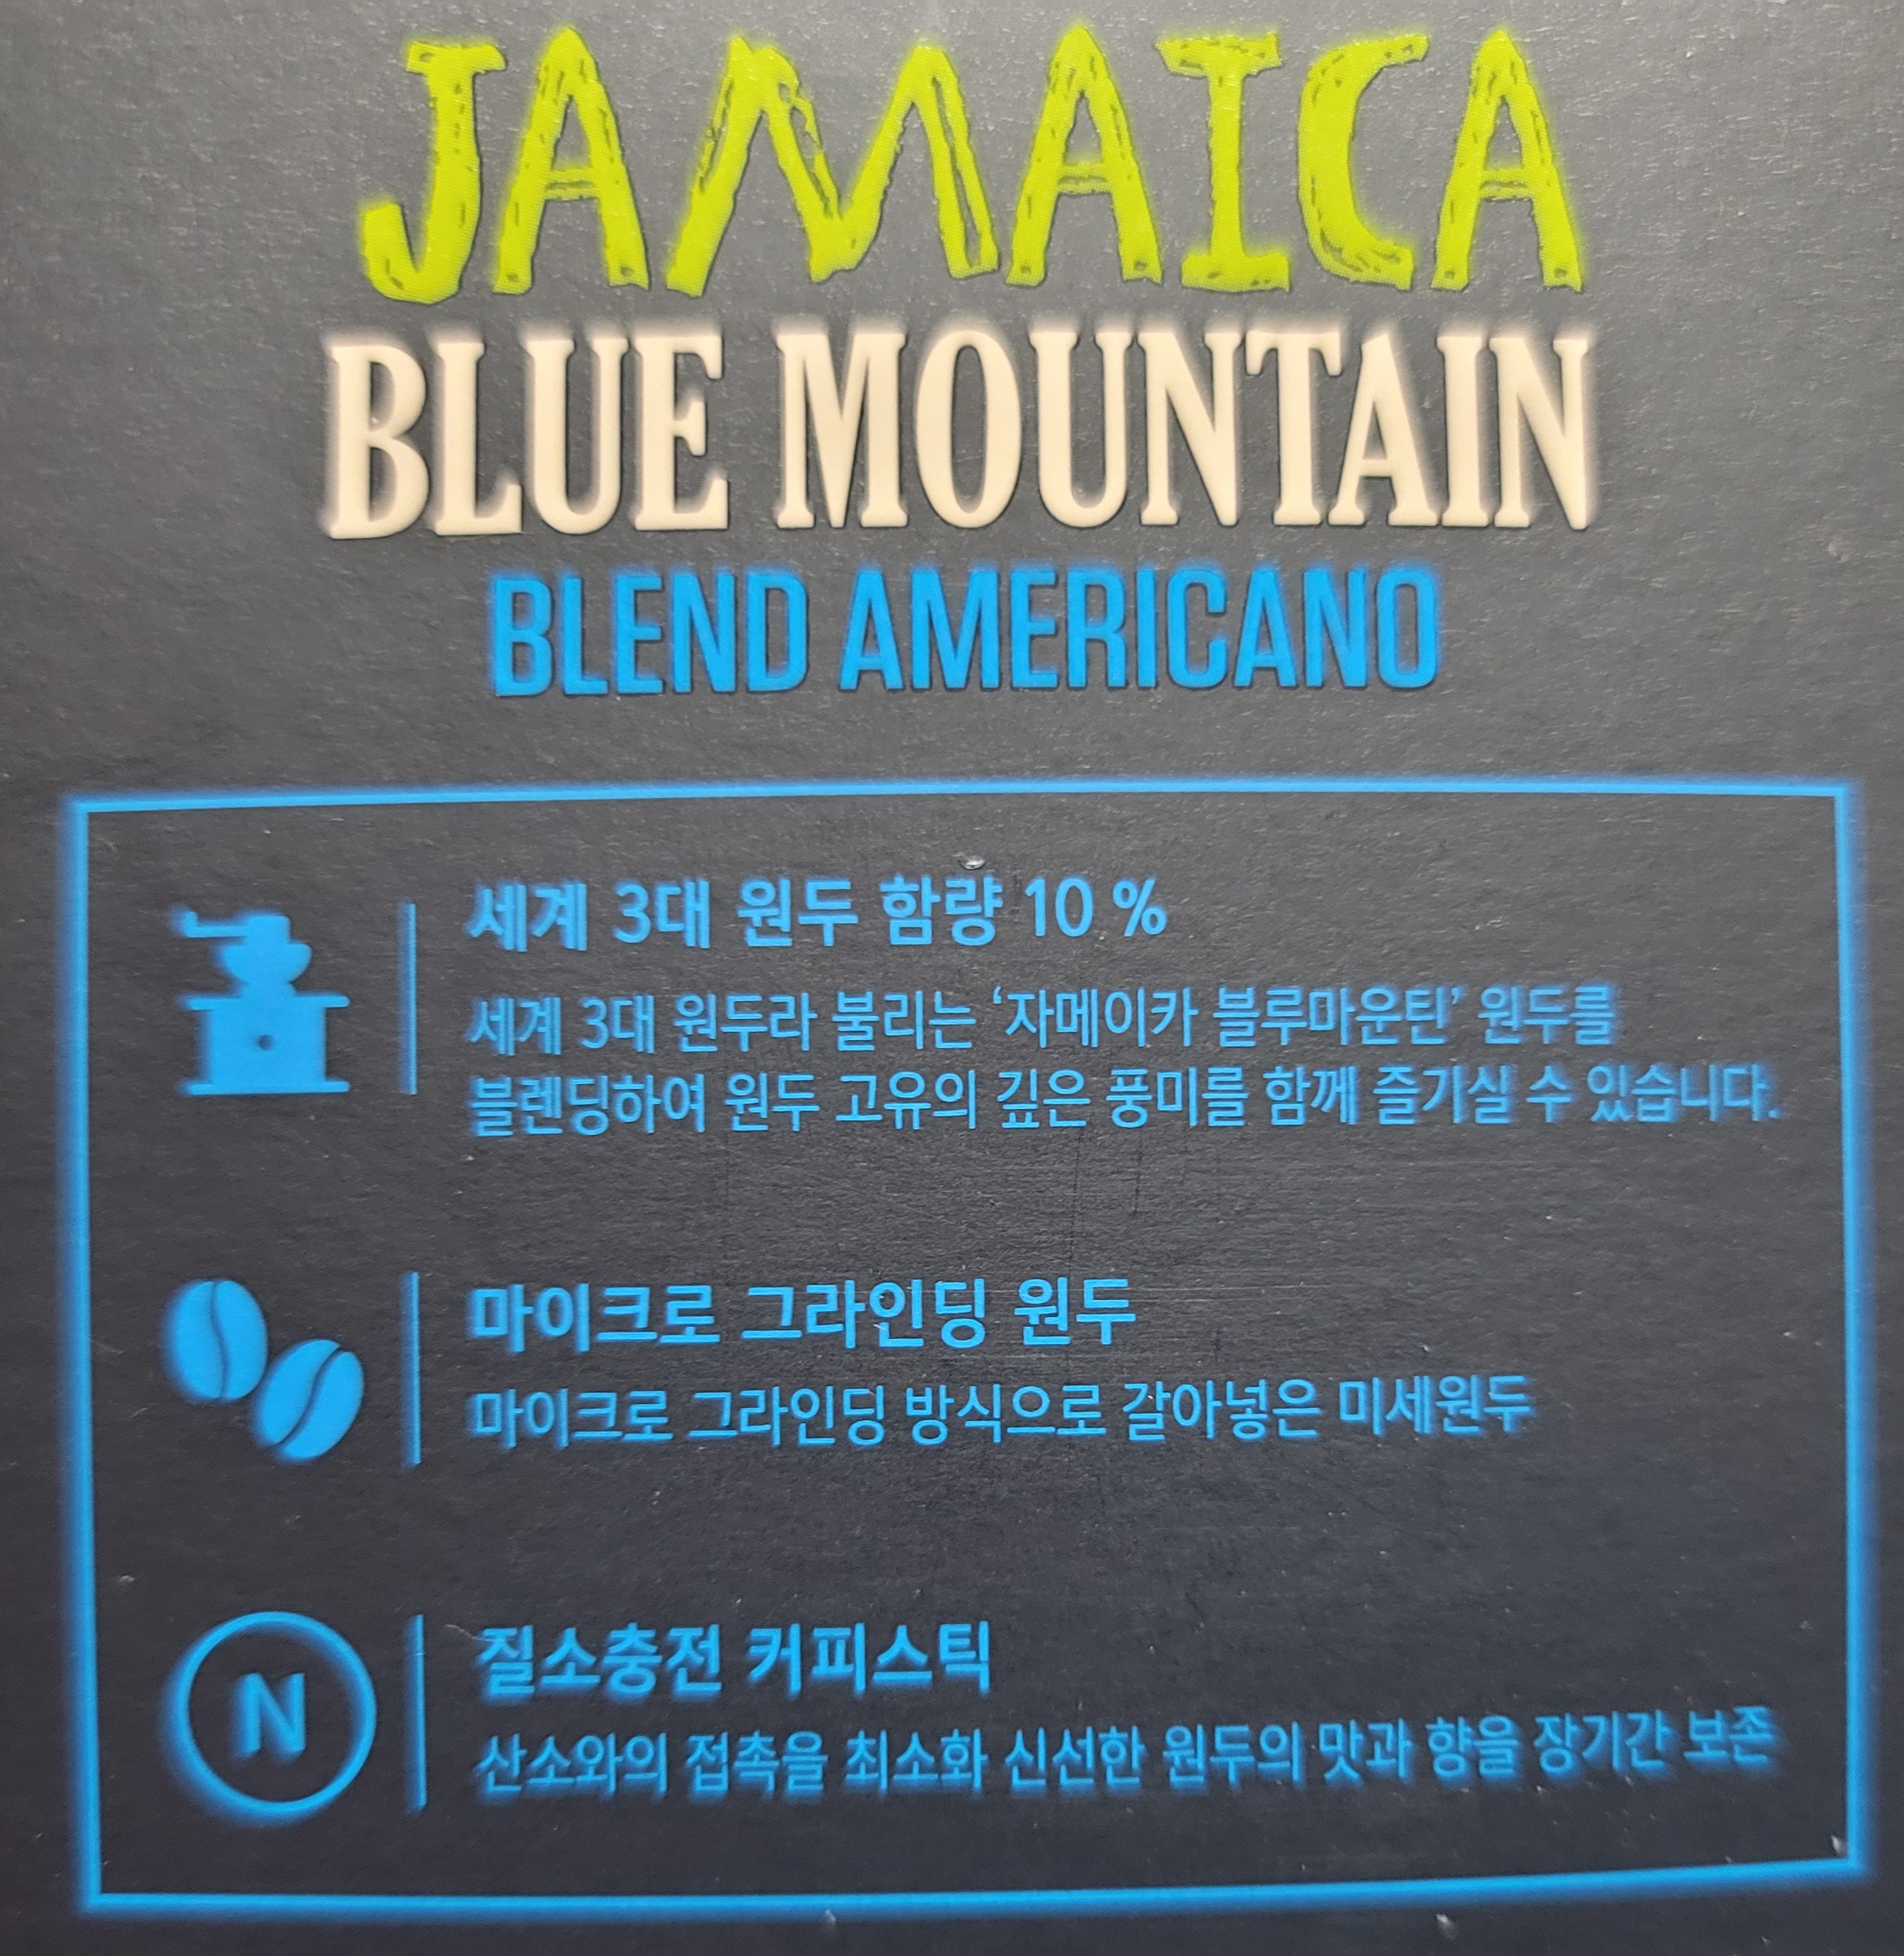 JAMAICA
BLUE MOUNTAIN
BLEND AMERICANO
세계 3대 원두 함량 10 %
세계 3대 원두라 불리는 ‘자메이카 블루마운틴’ 원두를
블렌딩하여 원두 고유의 깊은 풍미를 함께 즐기실 수 있습니다.
마이크로 그라인딩 원두
마이크로 그라인딩 방식으로 갈아넣은 미세원두
N
질소충전 커피스틱
산소와의 접촉을 최소화 신선한 원두의 맛과 향을 장기간 보존